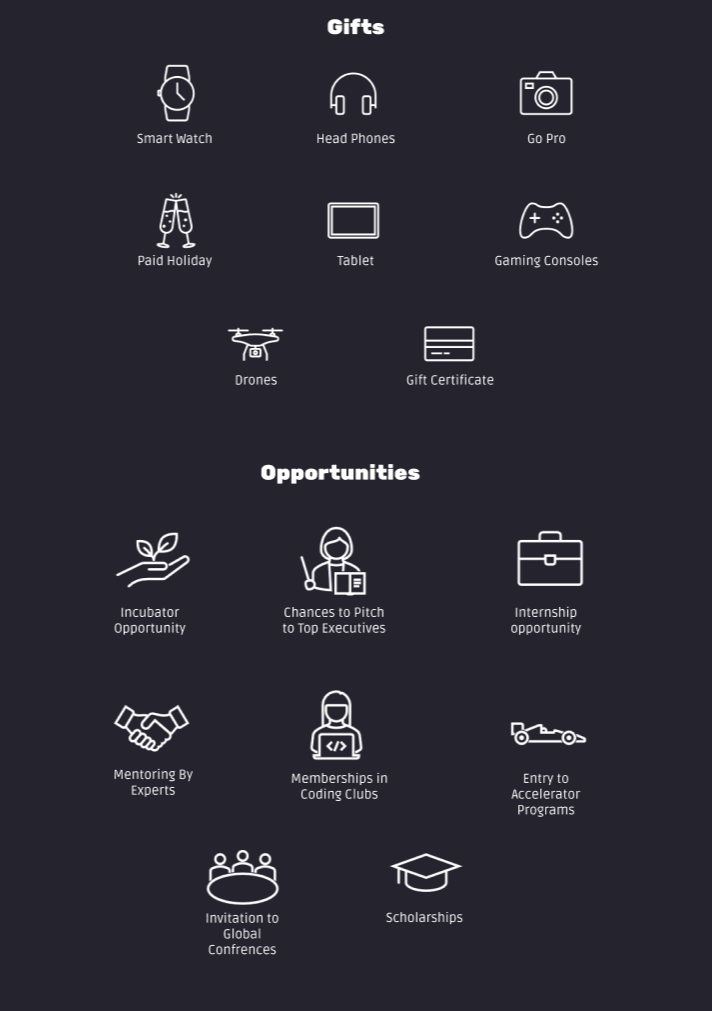 Gifts
Smart Watch
Head Phones
Go Pro
Paid Holiday
Tablet
Gaming Consoles
Drones
Gift Certificate
Opportunities
Incubator
Opportunity
Chances to Pitch
to Top Executives
Internship
opportunity
Mentoring By
Experts
Memberships in
Coding Clubs
</>
Entry to
Accelerator
Programs
Invitation to
Global
Confrences
Scholarships